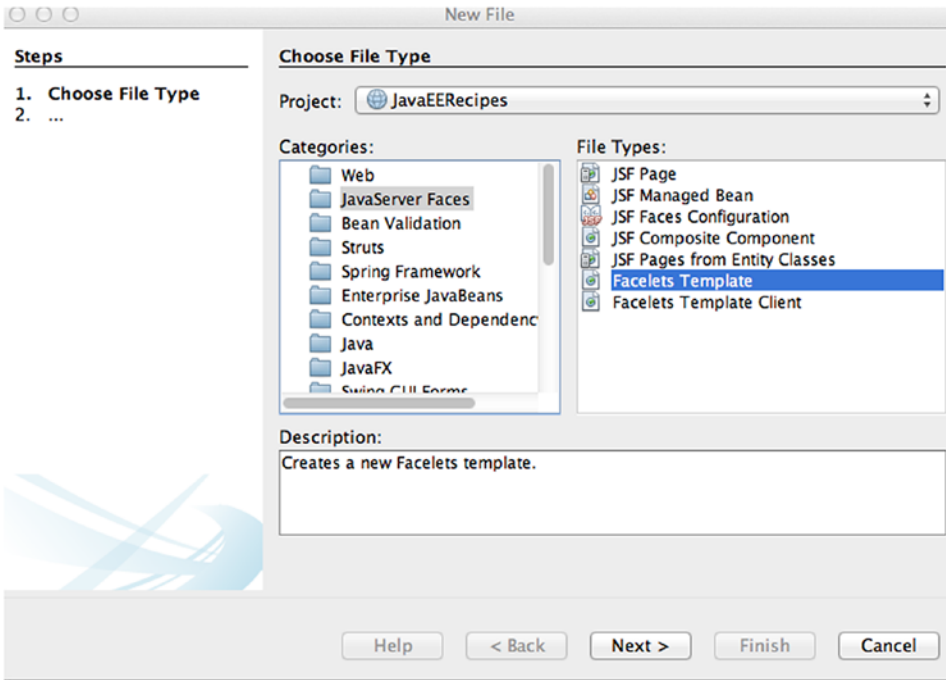 New File
Steps
1. Choose File Type
2. ...
Choose File Type
Project: JavaEERecipes
Categories:
Web
JavaServer Faces
Bean Validation
Struts
Spring Framework
Enterprise JavaBeans
Contexts and Dependenc
Java
JavaFX
Swing GUI Forms
File Types:
JSF Page
JSF Managed Bean
JSF Faces Configuration
JSF Composite Component
JSF Pages from Entity Classes
Facelets Template
Facelets Template Client
Description:
Creates a new Facelets template.
Help
< Back
Next >
Finish
Cancel